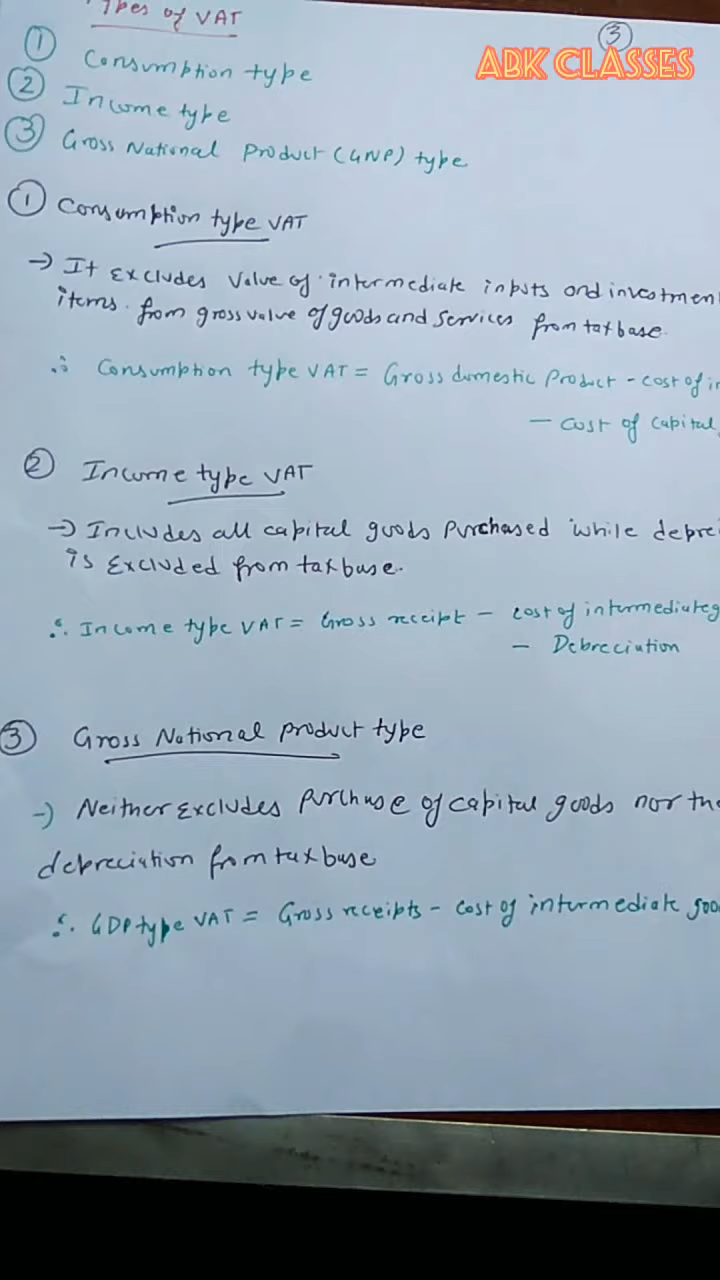 Types of VAT
③
ABK CLASSES
① Consumption type
② Income type
③ Gross National Product (GNP) type
① Consumption type VAT
→ It excludes value of intermediate inputs and investmen
items from gross value of goods and services from tax base.
∴ Consumption type VAT = Gross domestic Product - cost of in
- cost of capital
② Income type VAT
→ Includes all capital goods purchased while depre
is excluded from tax base.
∴ Income type VAT = Gross receipt - cost of intermediate g
- Depreciation
③ Gross National product type
→ Neither excludes purchase of capital goods nor the
depreciation from tax base
∴ GDP type VAT = Gross receipts - cost of intermediate goo